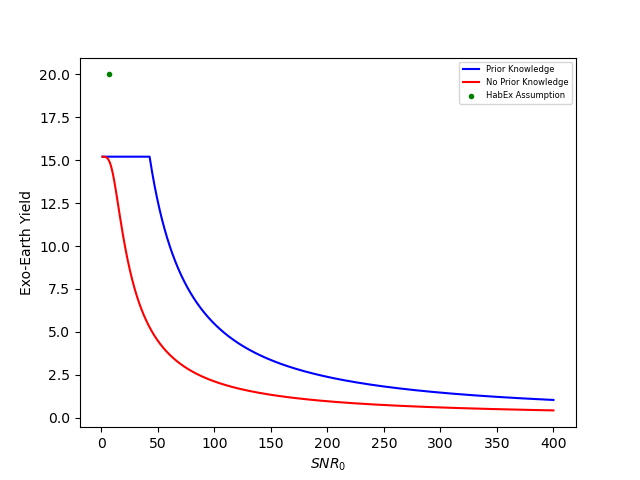 20.0
17.5
15.0
12.5
10.0
7.5
5.0
2.5
0.0
Exo-Earth Yield
Prior Knowledge
No Prior Knowledge
HabEx Assumption
0 50 100 150 200 250 300 350 400
SNR₀